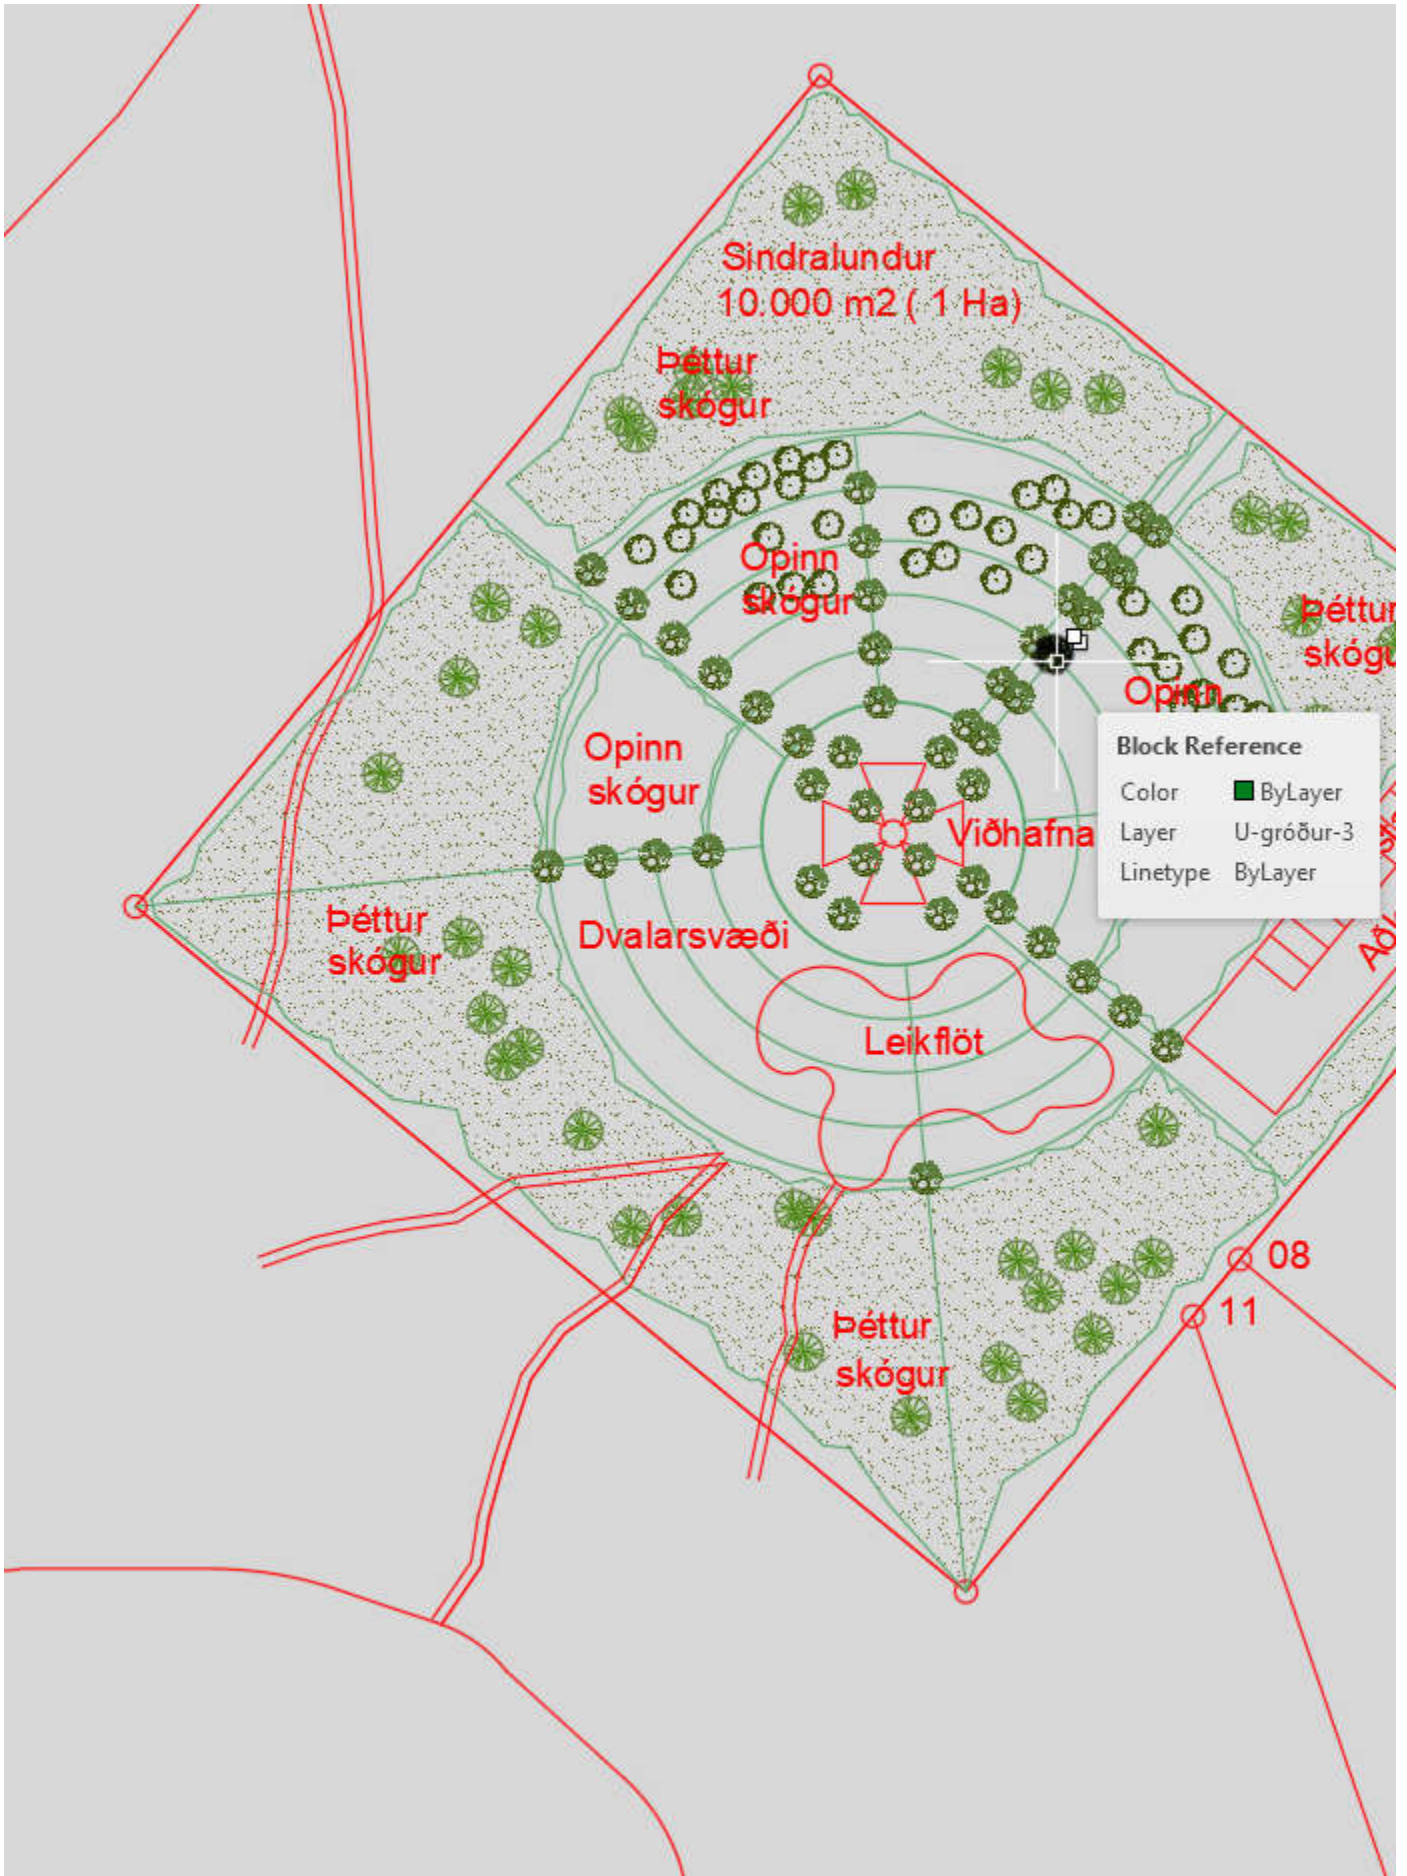 Sindralundur
10.000 m2 ( 1 Ha)
Þéttur
skógur
Opinn
skógur
Þéttur
Opinn
Opinn
skógur
Block Reference
Color ByLayer
Layer U-gróður-3
Linetype ByLayer
Viðhafna
Þéttur
skógur
Dvalarsvæði
Leikflöt
08
11
Þéttur
skógur